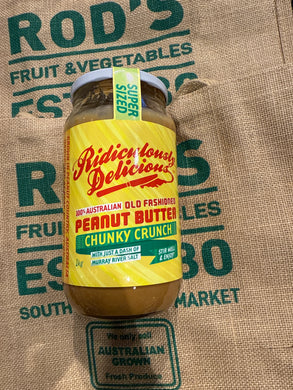 ROD'S
FRUIT & VEGETABLES
SUPER
SIZED
Ridiculously
Delicious
100% AUSTRALIAN OLD FASHIONED
PEANUT BUTTER
CHUNKY CRUNCH
WITH JUST A DASH OF
MURRAY RIVER SALT
STIR WELL
& ENJOY!
1kg
ROD'S
FRUIT
ES
EST
80
SOUTH
MARKET
We only sell
AUSTRALIAN
GROWN
Fresh Produce